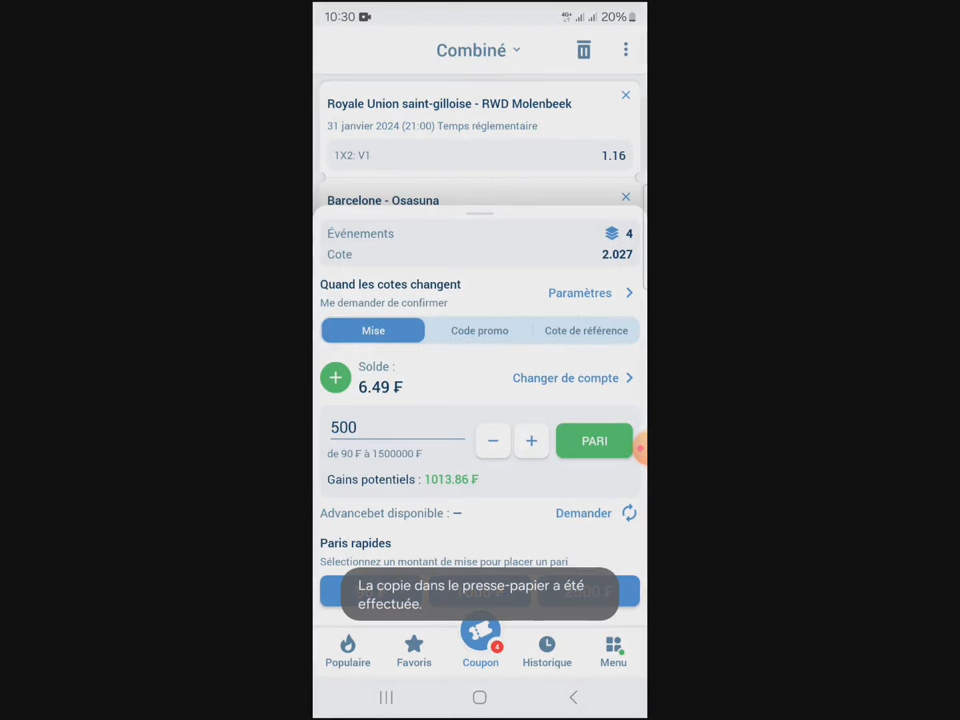 10:30
4G+ 20%
Combiné
Royale Union saint-gilloise - RWD Molenbeek
31 janvier 2024 (21:00) Temps réglementaire
1X2: V1 1.16
Barcelone - Osasuna
Événements 4
Cote 2.027
Quand les cotes changent
Me demander de confirmer
Paramètres
Mise Code promo Cote de référence
Solde :
6.49 ₣
Changer de compte
500
PARI
de 90 ₣ à 1500000 ₣
Gains potentiels : 1013.86 ₣
Advancebet disponible : –
Demander
Paris rapides
Sélectionnez un montant de mise pour placer un pari
La copie dans le presse-papier a été
effectuée.
4
Populaire Favoris Coupon Historique Menu